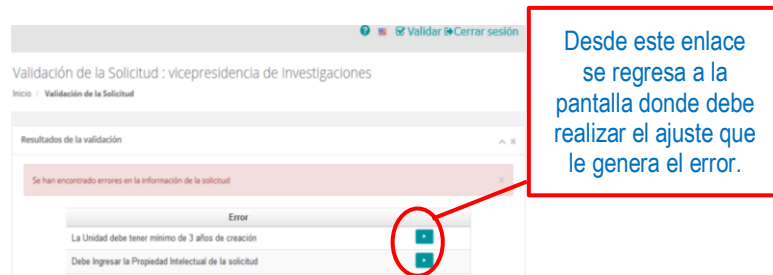 Validar Cerrar sesión
Desde este enlace
se regresa a la
pantalla donde debe
realizar el ajuste que
le genera el error.
Validación de la Solicitud : vicepresidencia de Investigaciones
Inicio / Validación de la Solicitud
Resultados de la validación
Se han encontrado errores en la información de la solicitud
Error
La Unidad debe tener mínimo de 3 años de creación
Debe Ingresar la Propiedad Intelectual de la solicitud